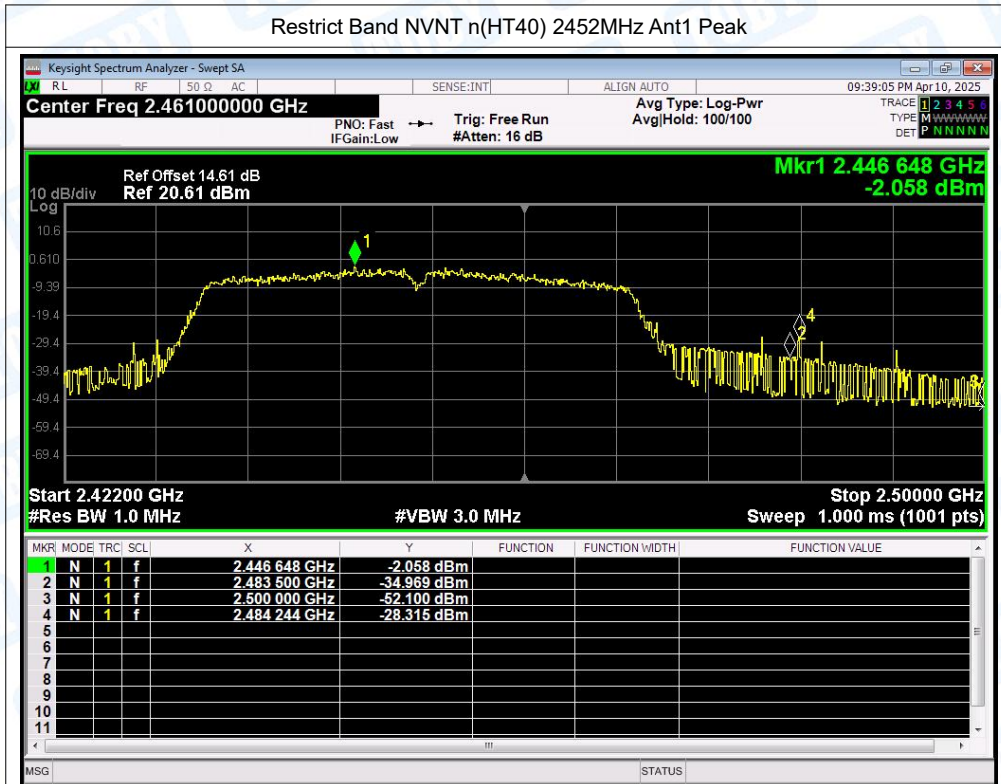 Restrict Band NVNT n(HT40) 2452MHz Ant1 Peak
Keysight Spectrum Analyzer - Swept SA
LXI RL RF 50 Ω AC SENSE:INT ALIGN AUTO 09:39:05 PM Apr 10, 2025
Center Freq 2.461000000 GHz Avg Type: Log-Pwr TRACE 1 2 3 4 5 6
PNO: Fast Trig: Free Run Avg|Hold: 100/100 TYPE M
IFGain:Low #Atten: 16 dB DET P N N N N N
Mkr1 2.446 648 GHz
Ref Offset 14.61 dB
10 dB/div Ref 20.61 dBm -2.058 dBm
Log
10.6
1
0.610
-9.39
-19.4
4
2
-29.4
-39.4
3
-49.4
-59.4
-69.4
Start 2.42200 GHz Stop 2.50000 GHz
#Res BW 1.0 MHz #VBW 3.0 MHz Sweep 1.000 ms (1001 pts)
MKR MODE TRC SCL X Y FUNCTION FUNCTION WIDTH FUNCTION VALUE
1 N 1 f 2.446 648 GHz -2.058 dBm
2 N 1 f 2.483 500 GHz -34.969 dBm
3 N 1 f 2.500 000 GHz -52.100 dBm
4 N 1 f 2.484 244 GHz -28.315 dBm
5
6
7
8
9
10
11
MSG STATUS